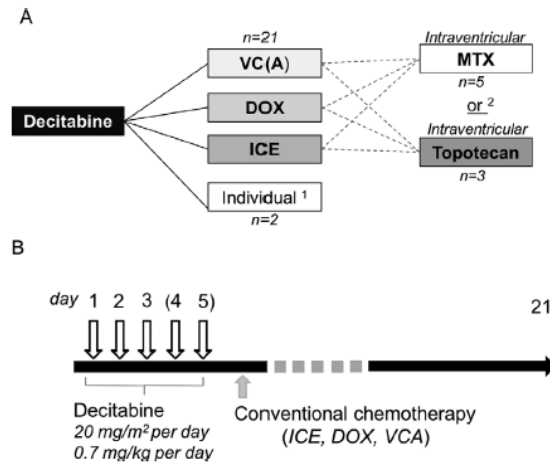 A
n=21
VC(A)
DOX
ICE
Individual ¹
n=2
Decitabine
Intraventricular
MTX
n=5
or ²
Intraventricular
Topotecan
n=3
B
day 1 2 3 (4 5) 21
Decitabine
20 mg/m² per day
0.7 mg/kg per day
Conventional chemotherapy
(ICE, DOX, VCA)